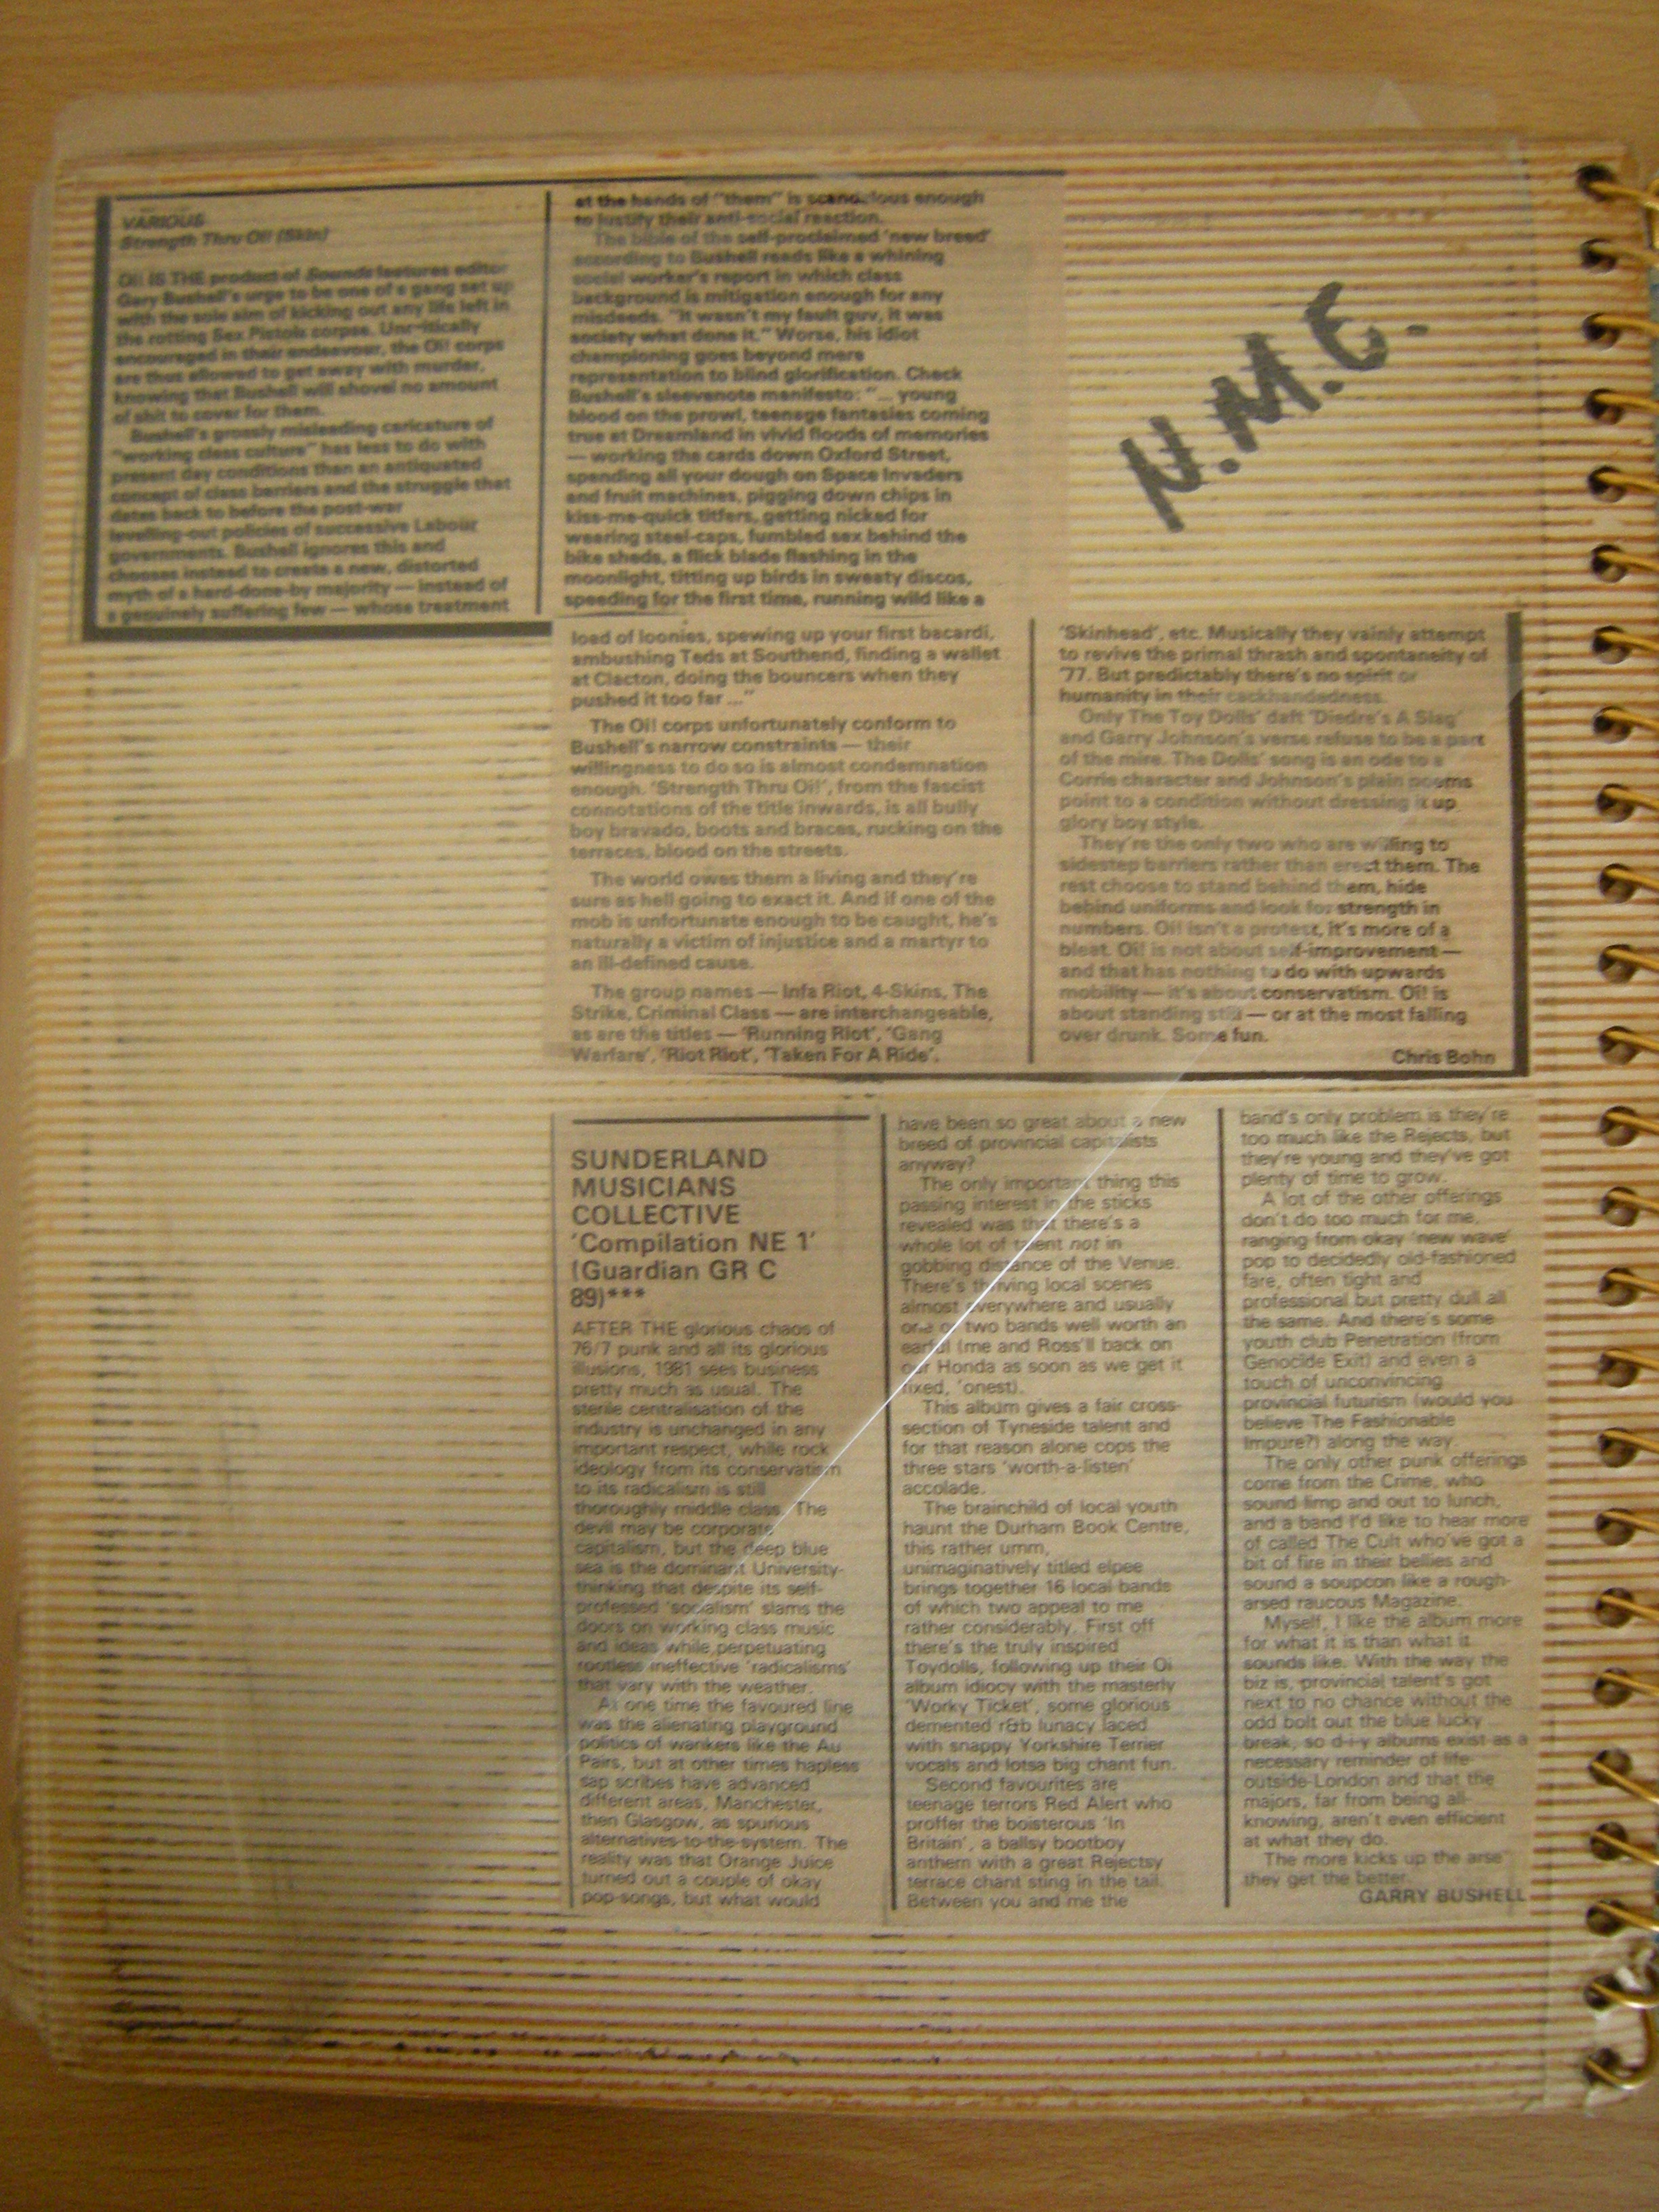 VARIOUS
Strength Thru Oi! (Skin)
OI! IS THE product of Sounds features editor
Gary Bushell's urge to be one of a gang set up
with the sole aim of kicking out any life left in
the rotting Sex Pistols corpse. Uncritically
encouraged in their endeavour, the Oi! corps
are thus allowed to get away with murder,
knowing that Bushell will shovel no amount
of shit to cover for them.
Bushell's grossly misleading caricature of
"working class culture" has less to do with
present day conditions than an antiquated
concept of class barriers and the struggle that
dates back to before the post-war
levelling-out policies of successive Labour
governments. Bushell ignores this and
chooses instead to create a new, distorted
myth of a hard-done-by majority — instead of
a genuinely suffering few — whose treatment
at the hands of "them" is scandalous enough
to justify their anti-social reaction.
The bible of the self-proclaimed 'new breed'
according to Bushell reads like a whining
social worker's report in which class
background is mitigation enough for any
misdeeds. "It wasn't my fault guv, it was
society what done it." Worse, his idiot
championing goes beyond mere
representation to blind glorification. Check
Bushell's sleevenote manifesto: "... young
blood on the prowl, teenage fantasies coming
true at Dreamland in vivid floods of memories
— working the cards down Oxford Street,
spending all your dough on Space Invaders
and fruit machines, pigging down chips in
kiss-me-quick titfers, getting nicked for
wearing steel-caps, fumbled sex behind the
bike sheds, a flick blade flashing in the
moonlight, titting up birds in sweaty discos,
speeding for the first time, running wild like a
load of loonies, spewing up your first bacardi,
ambushing Teds at Southend, finding a wallet
at Clacton, doing the bouncers when they
pushed it too far ..."
The Oi! corps unfortunately conform to
Bushell's narrow constraints — their
willingness to do so is almost condemnation
enough. 'Strength Thru Oi!', from the fascist
connotations of the title inwards, is all bully
boy bravado, boots and braces, rucking on the
terraces, blood on the streets.
The world owes them a living and they're
sure as hell going to exact it. And if one of the
mob is unfortunate enough to be caught, he's
naturally a victim of injustice and a martyr to
an ill-defined cause.
The group names — Infa Riot, 4-Skins, The
Strike, Criminal Class — are interchangeable,
as are the titles — 'Running Riot', 'Gang
Warfare', 'Riot Riot', 'Taken For A Ride',
'Skinhead', etc. Musically they vainly attempt
to revive the primal thrash and spontaneity of
'77. But predictably there's no spirit or
humanity in their cackhandedness.
Only The Toy Dolls' daft 'Diedre's A Slag'
and Garry Johnson's verse refuse to be a part
of the mire. The Dolls' song is an ode to a
Corrie character and Johnson's plain poems
point to a condition without dressing it up
glory boy style.
They're the only two who are willing to
sidestep barriers rather than erect them. The
rest choose to stand behind them, hide
behind uniforms and look for strength in
numbers. Oi! isn't a protest, it's more of a
bleat. Oi! is not about self-improvement —
and that has nothing to do with upwards
mobility — it's about conservatism. Oi! is
about standing still — or at the most falling
over drunk. Some fun.
Chris Bohn
N.M.E.
SUNDERLAND
MUSICIANS
COLLECTIVE
'Compilation NE 1'
(Guardian GR C
89)***
AFTER THE glorious chaos of
76/7 punk and all its glorious
illusions, 1981 sees business
pretty much as usual. The
sterile centralisation of the
industry is unchanged in any
important respect, while rock
ideology from its conservatism
to its radicalism is still
thoroughly middle class. The
devil may be corporate
capitalism, but the deep blue
sea is the dominant University-
thinking that despite its self-
professed 'socialism' slams the
doors on working class music
and ideas while perpetuating
rootless ineffective 'radicalisms'
that vary with the weather.
At one time the favoured line
was the alienating playground
politics of wankers like the Au
Pairs, but at other times hapless
sap scribes have advanced
different areas, Manchester,
then Glasgow, as spurious
alternatives-to-the-system. The
reality was that Orange Juice
turned out a couple of okay
pop-songs, but what would
have been so great about a new
breed of provincial capitalists
anyway?
The only important thing this
passing interest in the sticks
revealed was that there's a
whole lot of talent not in
gobbing distance of the Venue.
There's thriving local scenes
almost everywhere and usually
one or two bands well worth an
earful (me and Ross'll back on
our Honda as soon as we get it
fixed, 'onest).
This album gives a fair cross-
section of Tyneside talent and
for that reason alone cops the
three stars 'worth-a-listen'
accolade.
The brainchild of local youth
haunt the Durham Book Centre,
this rather umm,
unimaginatively titled elpee
brings together 16 local bands
of which two appeal to me
rather considerably. First off
there's the truly inspired
Toydolls, following up their Oi
album idiocy with the masterly
'Worky Ticket', some glorious
demented r&b lunacy laced
with snappy Yorkshire Terrier
vocals and lotsa big chant fun.
Second favourites are
teenage terrors Red Alert who
proffer the boisterous 'In
Britain', a ballsy bootboy
anthem with a great Rejectsy
terrace chant sting in the tail.
Between you and me the
band's only problem is they're
too much like the Rejects, but
they're young and they've got
plenty of time to grow.
A lot of the other offerings
don't do too much for me,
ranging from okay 'new wave'
pop to decidedly old-fashioned
fare, often tight and
professional but pretty dull all
the same. And there's some
youth club Penetration (from
Genocide Exit) and even a
touch of unconvincing
provincial futurism (would you
believe The Fashionable
Impure?) along the way.
The only other punk offerings
come from the Crime, who
sound limp and out to lunch,
and a band I'd like to hear more
of called The Cult who've got a
bit of fire in their bellies and
sound a soupcon like a rough-
arsed raucous Magazine.
Myself, I like the album more
for what it is than what it
sounds like. With the way the
biz is, provincial talent's got
next to no chance without the
odd bolt out the blue lucky
break, so d-i-y albums exist as a
necessary reminder of life
outside-London and that the
majors, far from being all-
knowing, aren't even efficient
at what they do.
The more kicks up the arse
they get the better.
GARRY BUSHELL